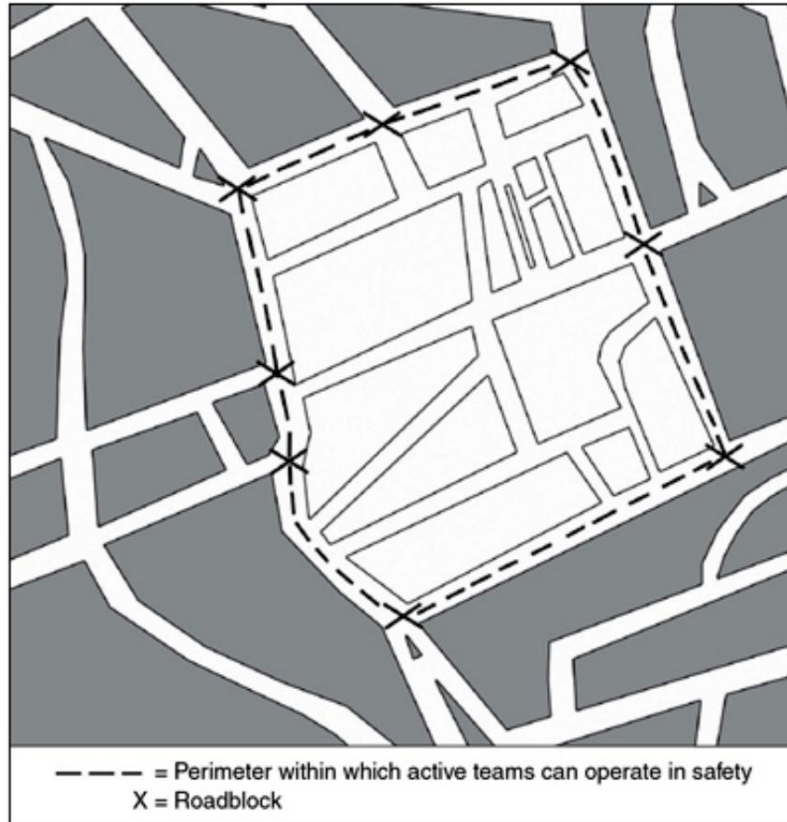 — — — = Perimeter within which active teams can operate in safety
X = Roadblock